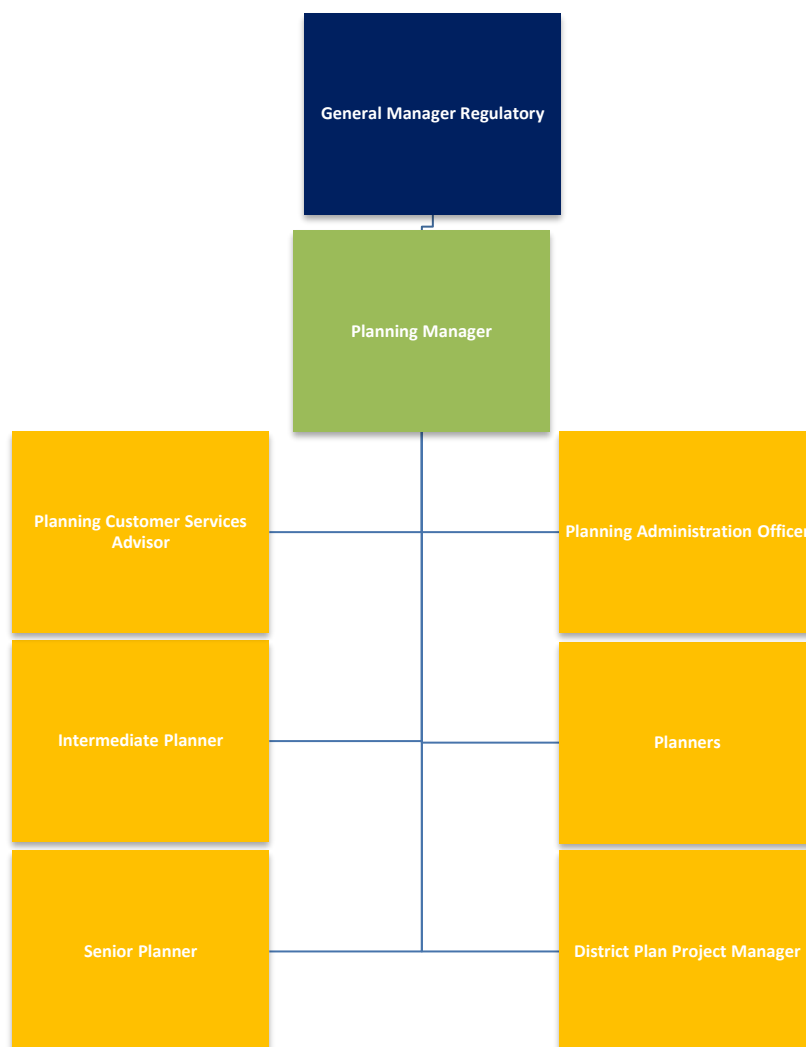 General Manager Regulatory
Planning Manager
Planning Customer Services
Advisor
Planning Administration Officer
Intermediate Planner
Planners
Senior Planner
District Plan Project Manager